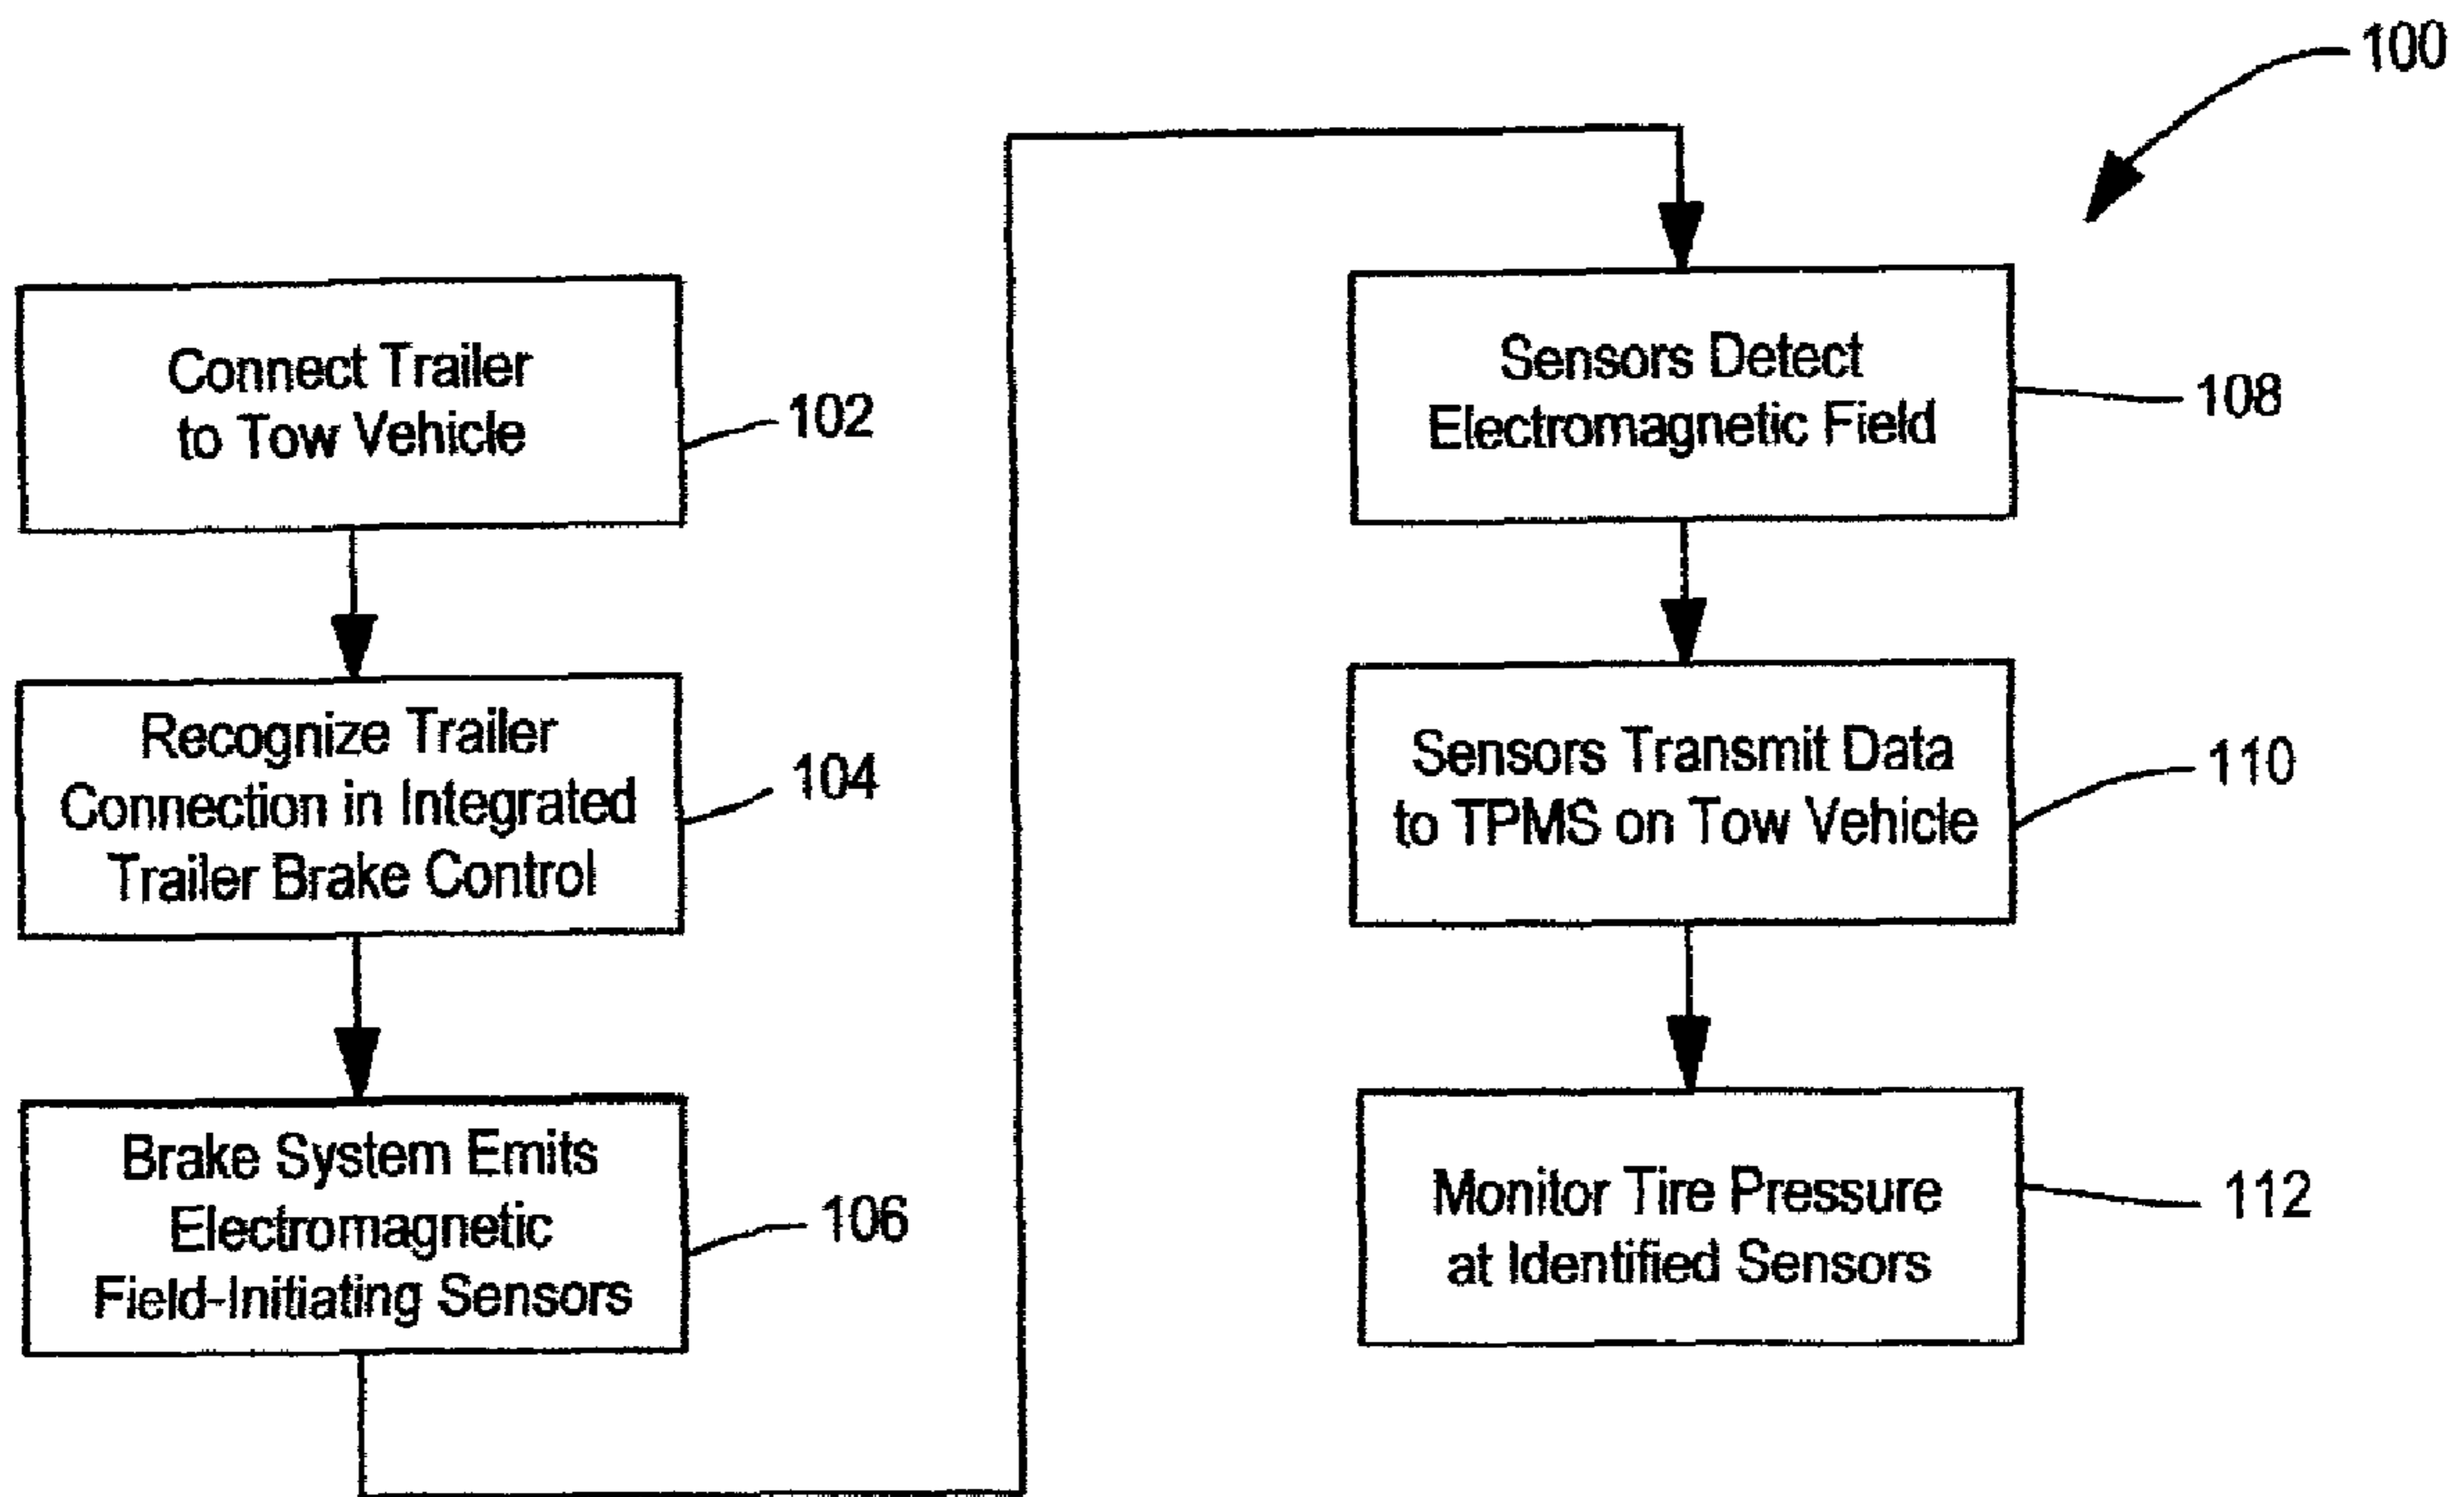 100
Connect Trailer
to Tow Vehicle
102
Recognize Trailer
Connection in Integrated
Trailer Brake Control
104
Brake System Emits
Electromagnetic
Field-Initiating Sensors
106
Sensors Detect
Electromagnetic Field
108
Sensors Transmit Data
to TPMS on Tow Vehicle
110
Monitor Tire Pressure
at Identified Sensors
112